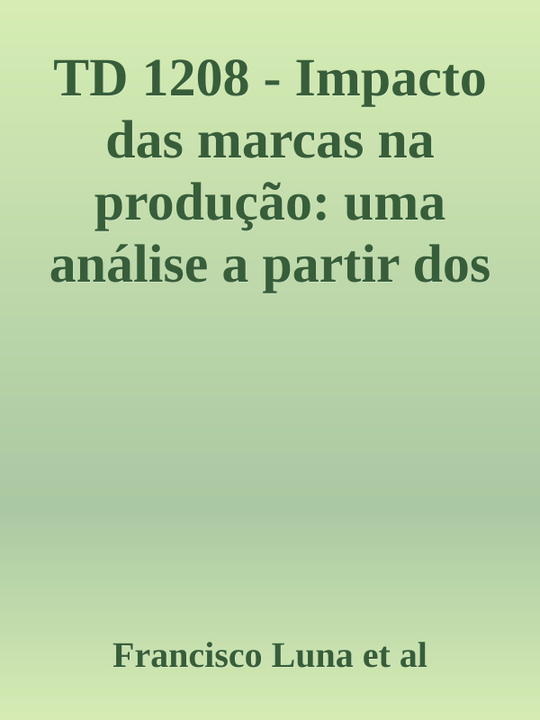 TD 1208 - Impacto
das marcas na
produção: uma
análise a partir dos
Francisco Luna et al